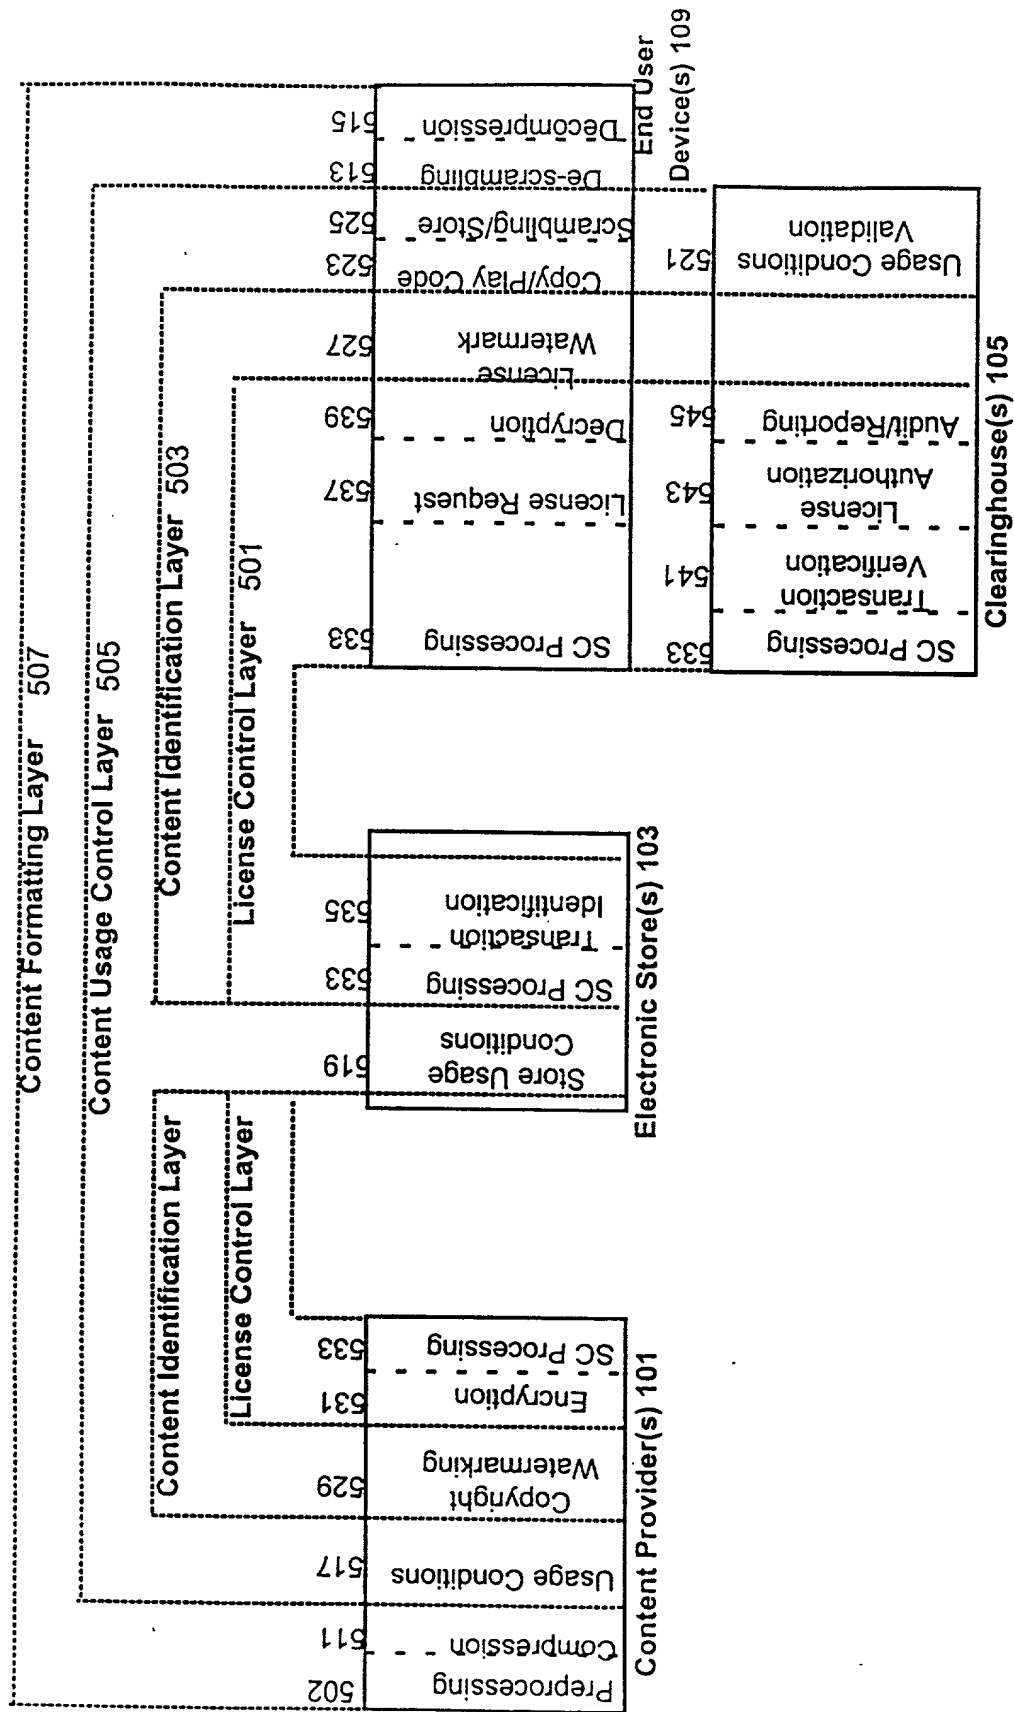 Content Formatting Layer 507
Content Usage Control Layer 505
Content Identification Layer 503
License Control Layer 501
Content Identification Layer
License Control Layer
Preprocessing 502
Compression 511
Usage Conditions 517
Copyright
Watermarking 529
Encryption 531
SC Processing 533
Content Provider(s) 101
Store Usage
Conditions 519
SC Processing 533
Transaction
Identification 535
Electronic Store(s) 103
SC Processing 533
License Request 537
Decryption 539
License
Watermark 527
Copy/Play Code 523
Scrambling/Store 525
De-scrambling 513
Decompression 515
End User
Device(s) 109
SC Processing 533
Transaction
Verification 541
License
Authorization 543
Audit/Reporting 545
Usage Conditions
Validation 521
Clearinghouse(s) 105